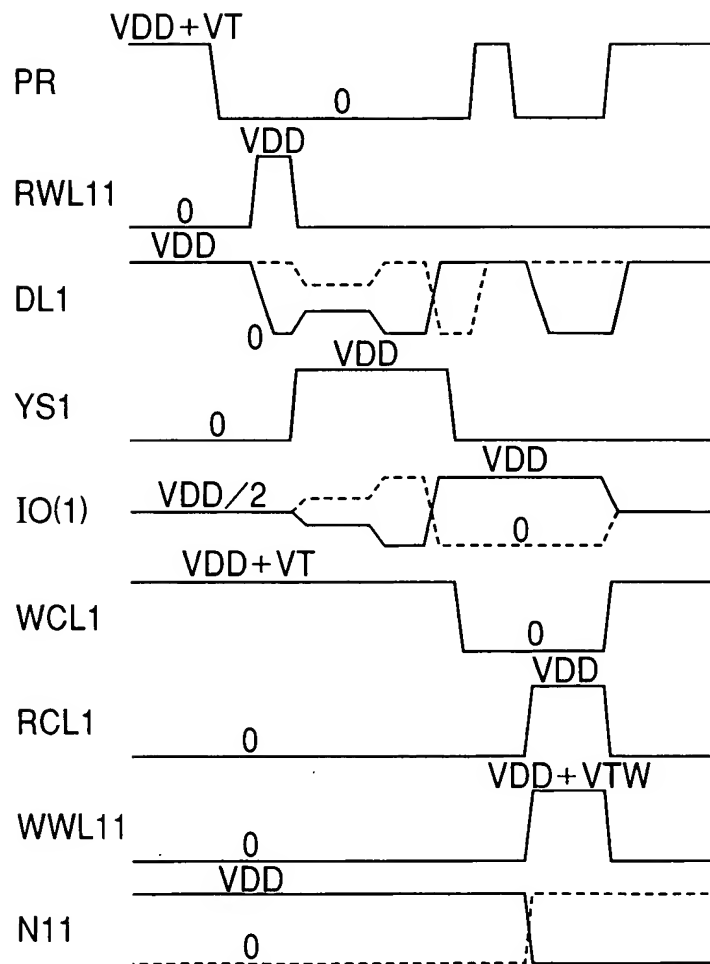 VDD+VT
PR
0
VDD
RWL11
0
VDD
DL1
0
VDD
YS1
0
VDD
IO(1)
VDD/2
0
VDD+VT
WCL1
0
VDD
RCL1
0
VDD+VTW
WWL11
0
VDD
N11
0